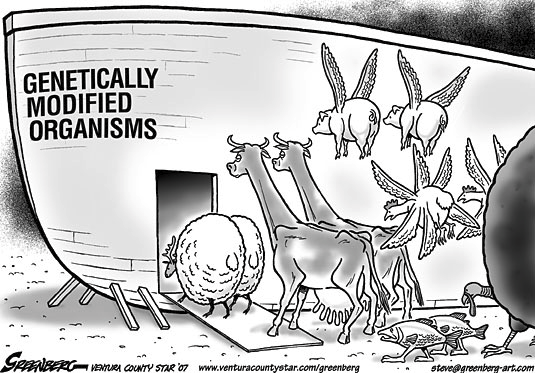 GENETICALLY
MODIFIED
ORGANISMS
GREENBERG VENTURA COUNTY STAR '07 www.venturacountystar.com/greenberg steve@greenberg-art.com